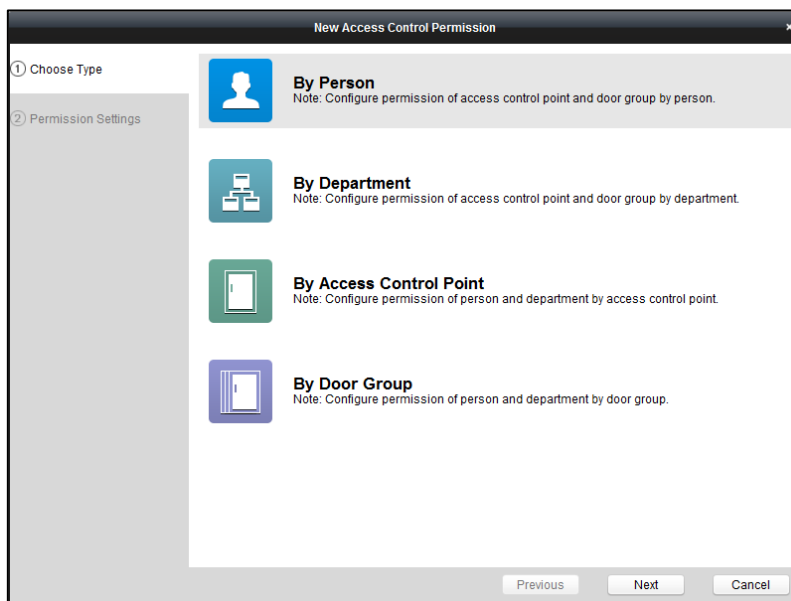 New Access Control Permission
×
1 Choose Type
2 Permission Settings
By Person
Note: Configure permission of access control point and door group by person.
By Department
Note: Configure permission of access control point and door group by department.
By Access Control Point
Note: Configure permission of person and department by access control point.
By Door Group
Note: Configure permission of person and department by door group.
Previous Next Cancel